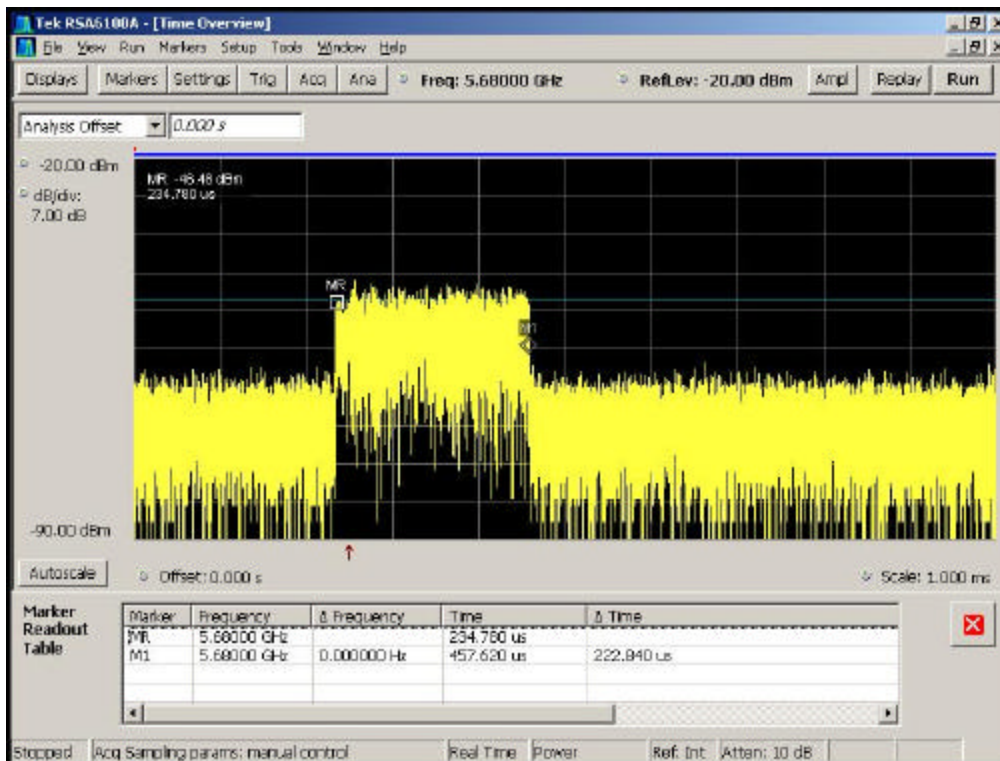 Tek RSA6100A - [Time Overview]
File View Run Markers Setup Tools Window Help
Displays Markers Settings Trig Acq Ana Freq: 5.68000 GHz RefLev: -20.00 dBm Ampl Replay Run
Analysis Offset 0.000 s
-20.00 dBm
dB/div:
7.00 dB
MR: -46.48 dBm
234.780 us
MR
M1
-90.00 dBm
Autoscale Offset: 0.000 s Scale: 1.000 ms
Marker Readout Table
Marker Frequency Δ Frequency Time Δ Time
MR 5.68000 GHz 234.780 us
M1 5.68000 GHz 0.000000 Hz 457.620 us 222.840 us
Stopped Acq Sampling params: manual control Real Time Power Ref: Int Atten: 10 dB